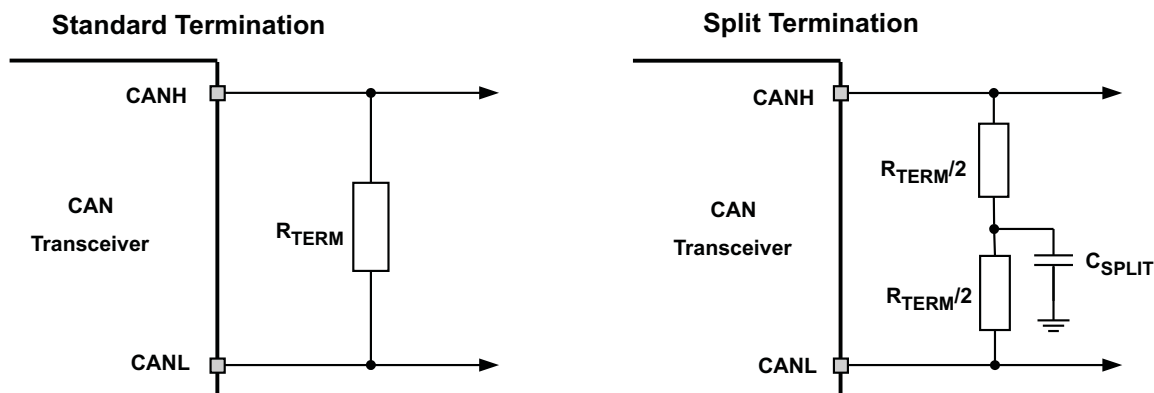 Standard Termination
CANH
CAN
Transceiver
RTERM
CANL
Split Termination
CANH
RTERM/2
CAN
Transceiver
CSPLIT
RTERM/2
CANL